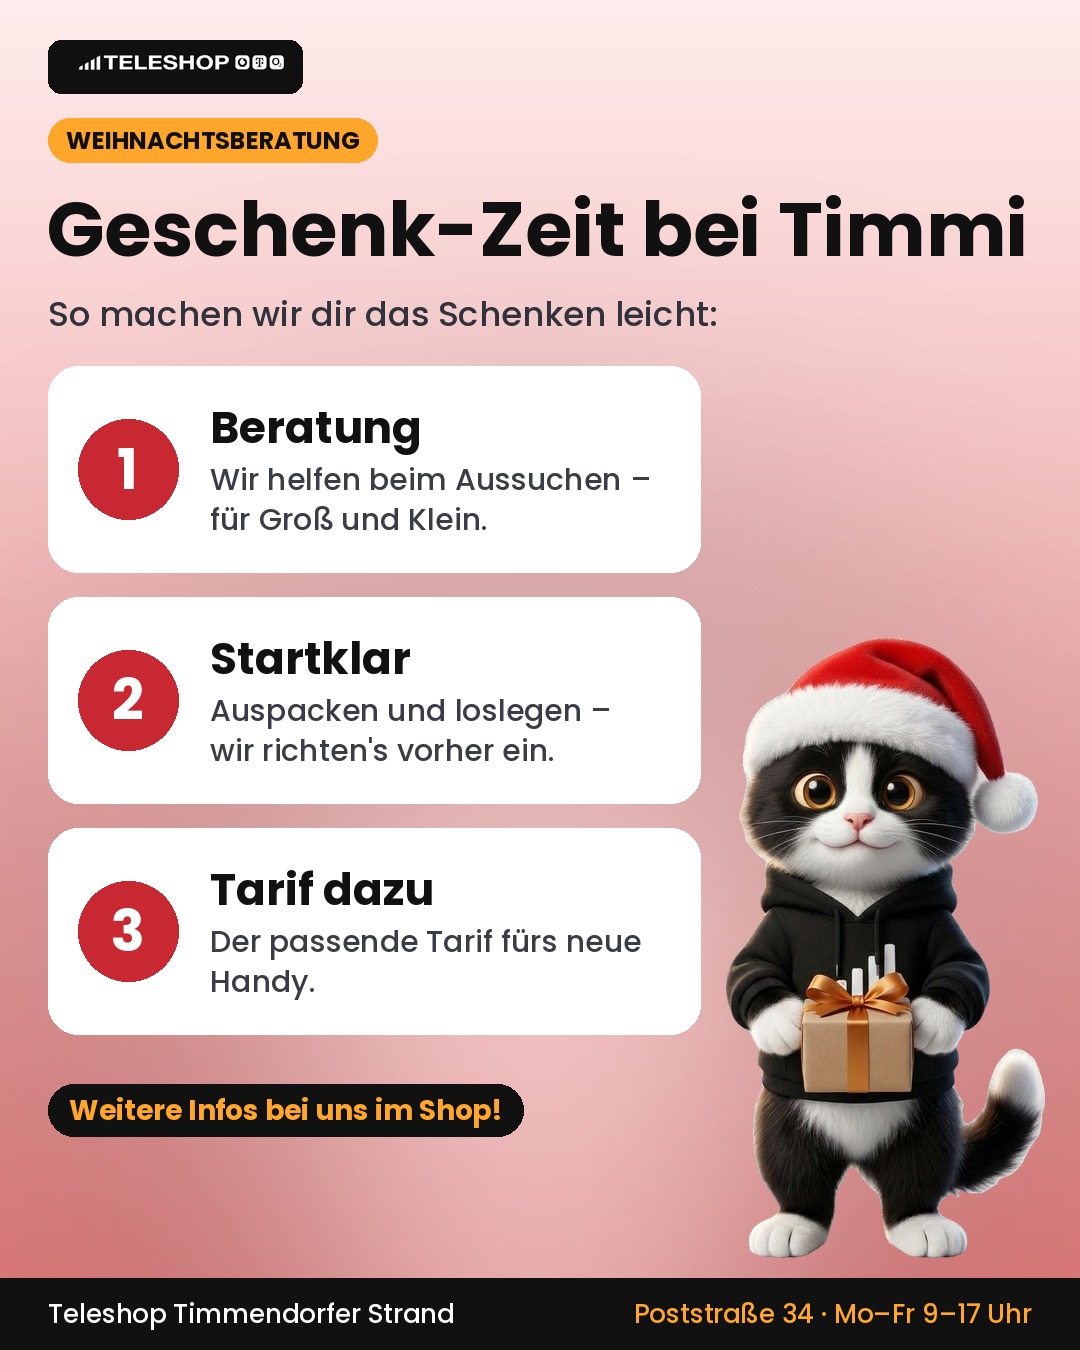 TELESHOP
WEIHNACHTSBERATUNG
Geschenk-Zeit bei Timmi
So machen wir dir das Schenken leicht:
1
Beratung
Wir helfen beim Aussuchen –
für Groß und Klein.
2
Startklar
Auspacken und loslegen –
wir richten's vorher ein.
3
Tarif dazu
Der passende Tarif fürs neue
Handy.
Weitere Infos bei uns im Shop!
Teleshop Timmendorfer Strand
Poststraße 34 · Mo–Fr 9–17 Uhr